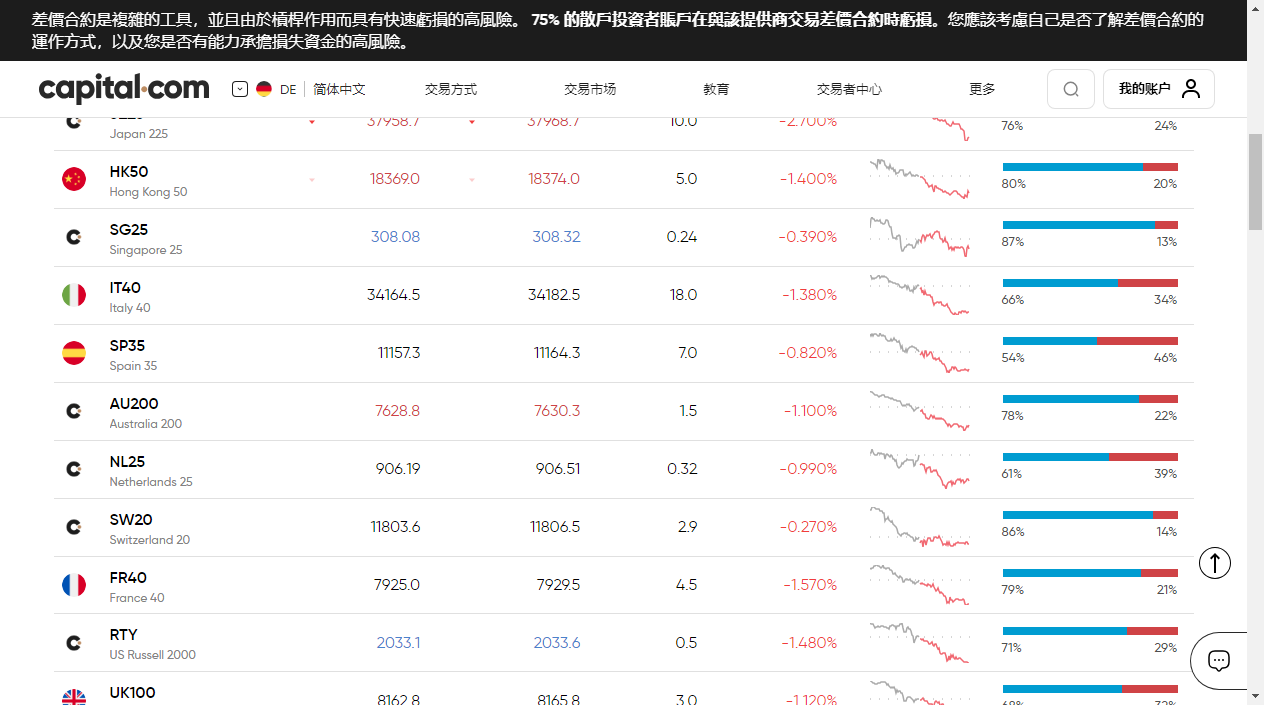 差價合約是複雜的工具，並且由於槓桿作用而具有快速虧損的高風險。 75% 的散戶投資者賬戶在與該提供商交易差價合約時虧損。您應該考慮自己是否了解差價合約的
運作方式，以及您是否有能力承擔損失資金的高風險。
capital.com DE 简体中文 交易方式 交易市场 教育 交易者中心 更多 我的账户
37958.7 37968.7 10.0 -2.700%
Japan 225 76% 24%
HK50 18369.0 18374.0 5.0 -1.400%
Hong Kong 50 80% 20%
SG25 308.08 308.32 0.24 -0.390%
Singapore 25 87% 13%
IT40 34164.5 34182.5 18.0 -1.380%
Italy 40 66% 34%
SP35 11157.3 11164.3 7.0 -0.820%
Spain 35 54% 46%
AU200 7628.8 7630.3 1.5 -1.100%
Australia 200 78% 22%
NL25 906.19 906.51 0.32 -0.990%
Netherlands 25 61% 39%
SW20 11803.6 11806.5 2.9 -0.270%
Switzerland 20 86% 14%
FR40 7925.0 7929.5 4.5 -1.570%
France 40 79% 21%
RTY 2033.1 2033.6 0.5 -1.480%
US Russell 2000 71% 29%
UK100 8162.8 8165.8 3.0 -1.120%